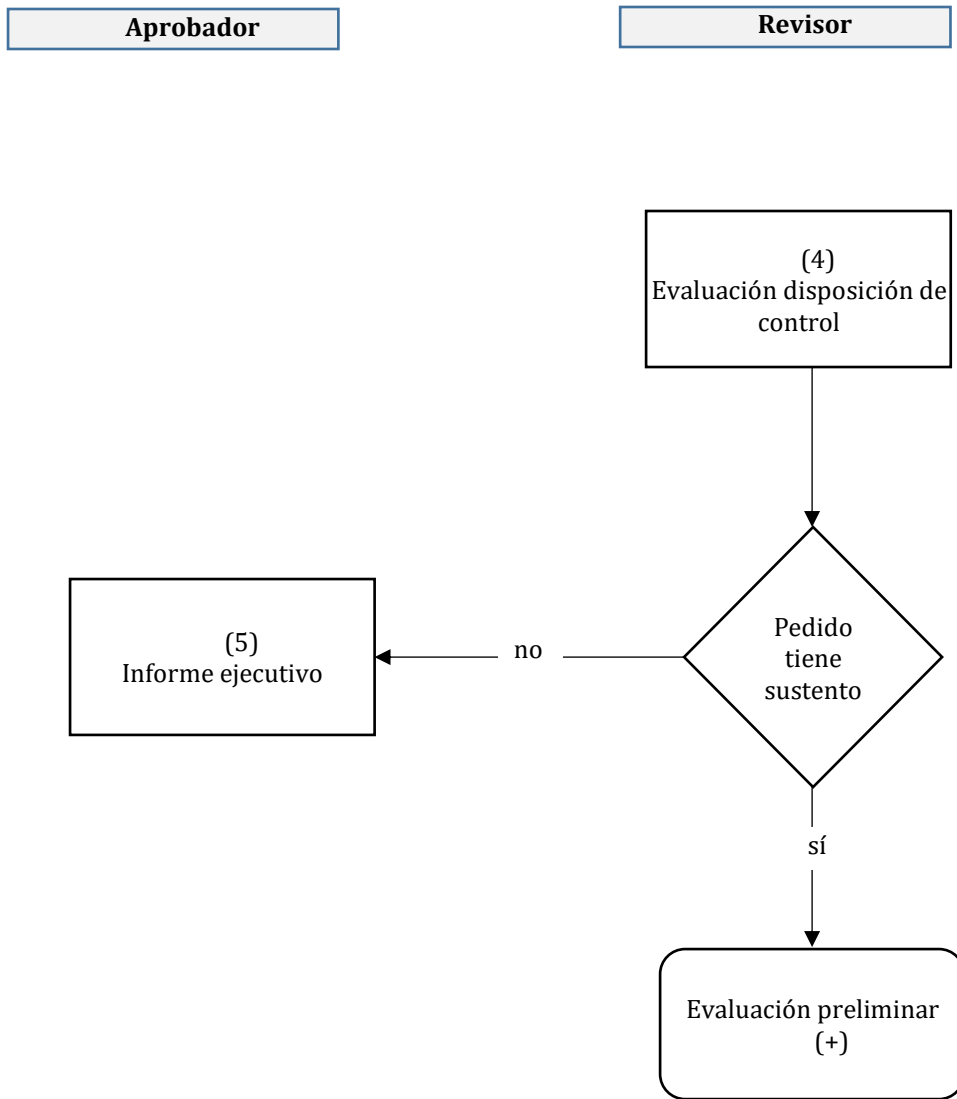 Aprobador
Revisor
(4)
Evaluación disposición de
control
Pedido
tiene
sustento
no
(5)
Informe ejecutivo
sí
Evaluación preliminar
(+)